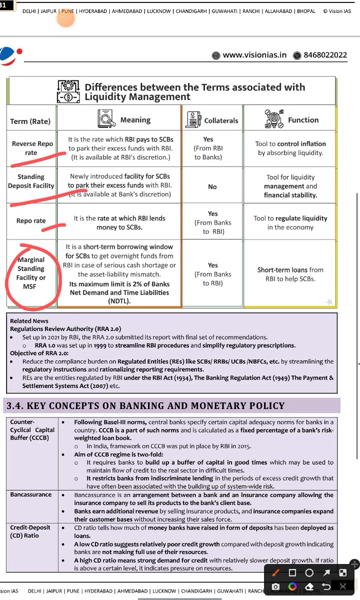 31
DELHI | JAIPUR | PUNE | HYDERABAD | AHMEDABAD | LUCKNOW | CHANDIGARH | GUWAHATI | RANCHI | ALLAHABAD | BHOPAL © Vision IAS
www.visionias.in 8468022022
Differences between the Terms associated with
Liquidity Management
Term (Rate) Meaning Collaterals Function
Reverse Repo
rate
It is the rate which RBI pays to SCBs
to park their excess funds with RBI.
(It is available at RBI's discretion.)
Yes
(From RBI
to Banks)
Tool to control inflation
by absorbing liquidity.
Standing
Deposit Facility
Newly introduced facility for SCBs
to park their excess funds with RBI.
(It is available at Bank's discretion)
No
Tool for liquidity
management and
financial stability.
Repo rate
It is the rate at which RBI lends
money to SCBs.
Yes
(From Banks
to RBI)
Tool to regulate liquidity
in the economy
Marginal
Standing
Facility or
MSF
It is a short-term borrowing window
for SCBs to get overnight funds from
RBI in case of serious cash shortage or
the asset-liability mismatch.
Its maximum limit is 2% of Banks
Net Demand and Time Liabilities
(NDTL).
Yes
(From Banks
to RBI)
Short-term loans from
RBI to help SCBs.
Related News
Regulations Review Authority (RRA 2.0)
• Set up in 2021 by RBI, the RRA 2.0 submitted its report with final set of recommendations.
o RRA 1.0 was set up in 1999 to streamline RBI procedures and simplify regulatory prescriptions.
Objective of RRA 2.0:
• Reduce the compliance burden on Regulated Entities (REs) like SCBs/ RRBs/ UCBs /NBFCs, etc. by streamlining the
regulatory instructions and rationalizing reporting requirements.
• REs are the entities regulated by RBI under the RBI Act (1934), The Banking Regulation Act (1949) The Payment &
Settlement Systems Act (2007) etc.
3.4. KEY CONCEPTS ON BANKING AND MONETARY POLICY
Counter-
Cyclical Capital
Buffer (CCCB)
• Following Basel-III norms, central banks specify certain capital adequacy norms for banks in a
country. CCCB is a part of such norms and is calculated as a fixed percentage of a bank's risk-
weighted loan book.
o In India, framework on CCCB was put in place by RBI in 2015.
• Aim of CCCB regime is two-fold:
o It requires banks to build up a buffer of capital in good times which may be used to
maintain flow of credit to the real sector in difficult times.
o It restricts banks from indiscriminate lending in the periods of excess credit growth that
have often been associated with the building up of system-wide risk.
Bancassurance
• Bancassurance is an arrangement between a bank and an insurance company allowing the
insurance company to sell its products to the bank's client base.
• Banks earn additional revenue by selling insurance products, and insurance companies expand
their customer bases without increasing their sales force.
Credit-Deposit
(CD) Ratio
• CD ratio tells how much of money banks have raised in form of deposits has been deployed as
loans.
• A low CD ratio suggests relatively poor credit growth compared with deposit growth indicating
banks are not making full use of their resources.
• A high CD ratio means strong demand for credit with relatively slower deposit growth. If ratio
is above a certain level, it indicates pressure on resources.
sion IAS DELHI | JAIPUR | PUNE | HYDERABAD | AHMEDABAD | LUCKNOW